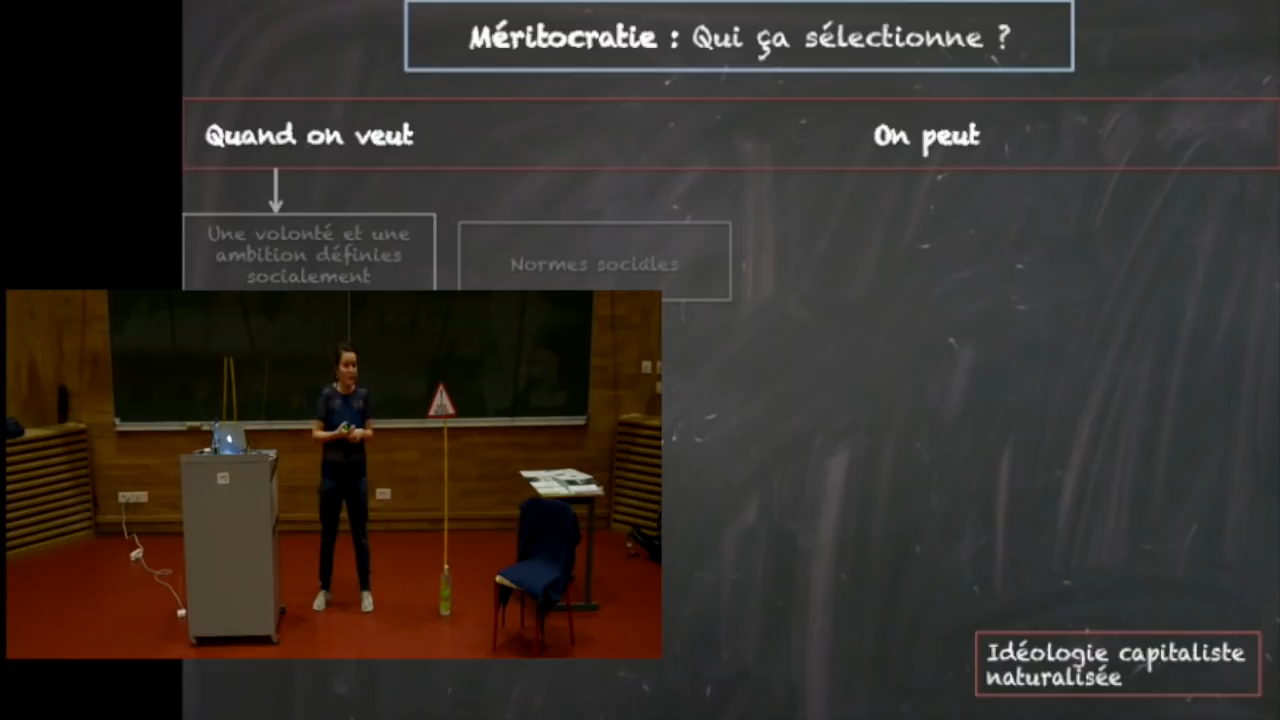 Méritocratie : Qui ça sélectionne ?
Quand on veut
On peut
Une volonté et une
ambition définies
socialement
Normes sociales
Idéologie capitaliste
naturalisée